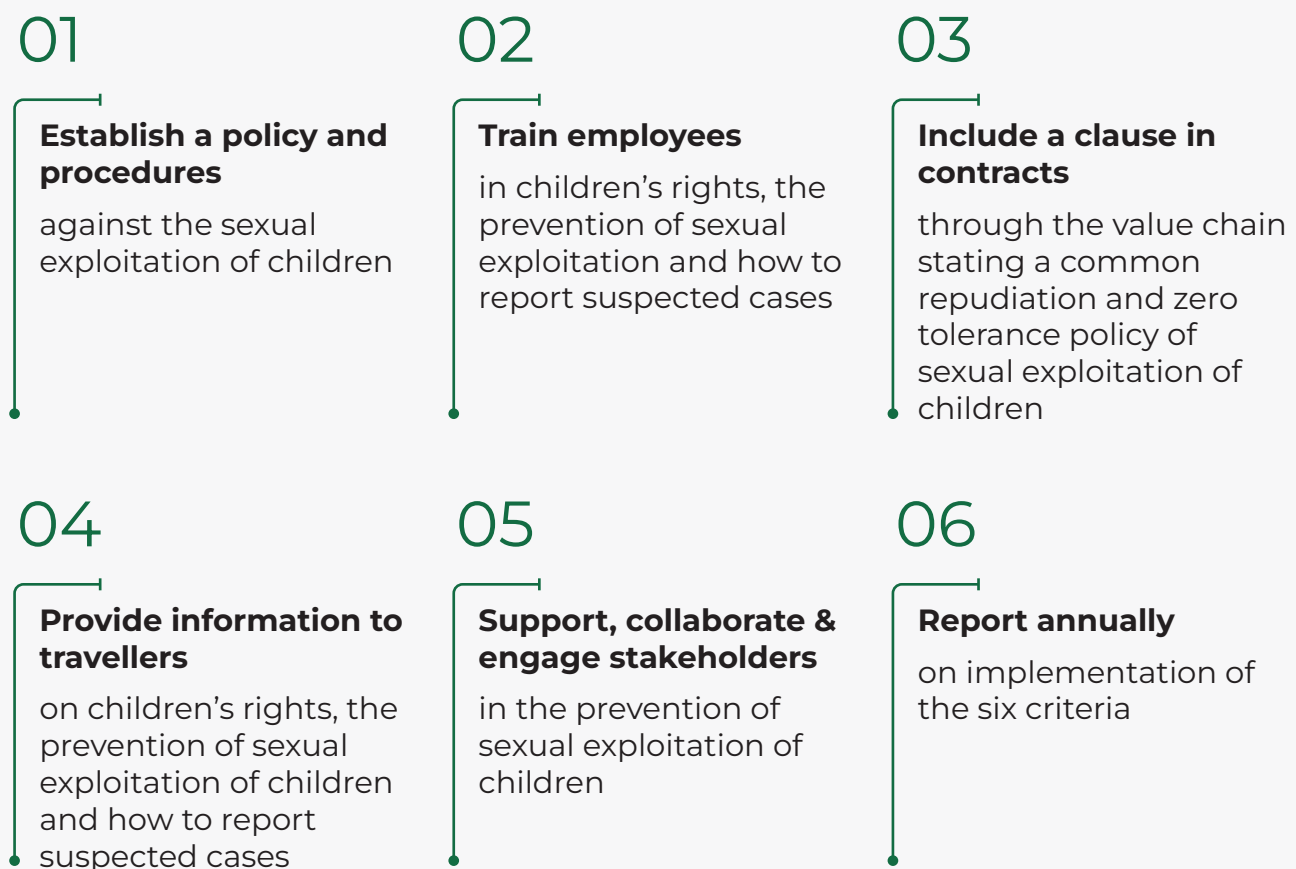 01
Establish a policy and
procedures
against the sexual
exploitation of children
02
Train employees
in children’s rights, the
prevention of sexual
exploitation and how to
report suspected cases
03
Include a clause in
contracts
through the value chain
stating a common
repudiation and zero
tolerance policy of
sexual exploitation of
children
04
Provide information to
travellers
on children’s rights, the
prevention of sexual
exploitation of children
and how to report
suspected cases
05
Support, collaborate &
engage stakeholders
in the prevention of
sexual exploitation of
children
06
Report annually
on implementation of
the six criteria